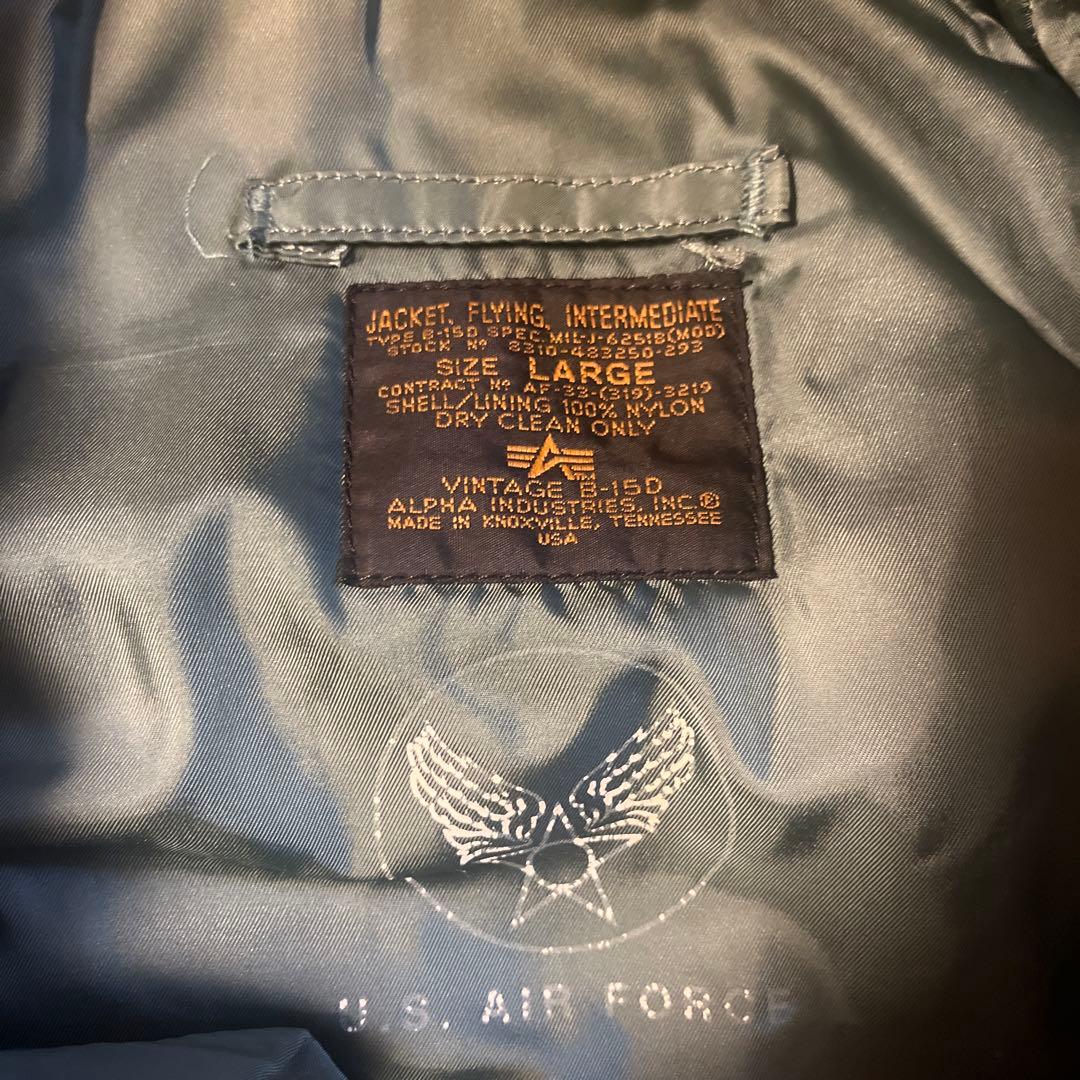 JACKET, FLYING, INTERMEDIATE
TYPE B-15D SPEC. MIL-J-6251B(MOD)
STOCK Nº 8310-483250-293
SIZE LARGE
CONTRACT Nº AF-33-(319)-3219
SHELL/LINING 100% NYLON
DRY CLEAN ONLY
VINTAGE B-15D
ALPHA INDUSTRIES, INC.®
MADE IN KNOXVILLE, TENNESSEE
USA
U.S. AIR FORCE